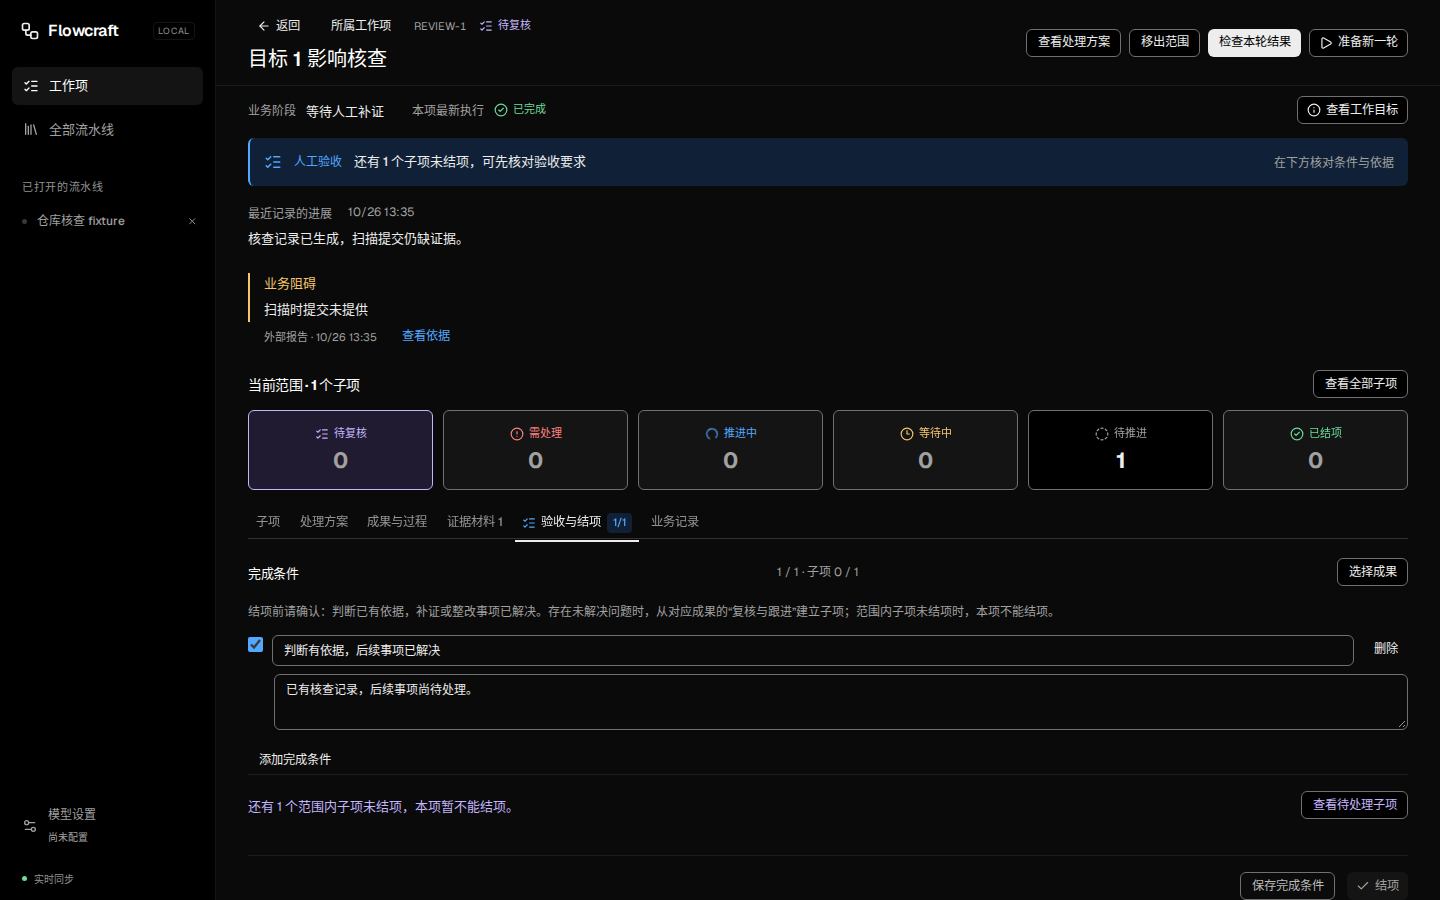 Flowcraft LOCAL
工作项
全部流水线
已打开的流水线
仓库核查 fixture
模型设置
尚未配置
实时同步
返回 所属工作项 REVIEW-1 待复核
目标 1 影响核查
查看处理方案 移出范围 检查本轮结果 准备新一轮
业务阶段 等待人工补证 本项最新执行 已完成 查看工作目标
人工验收 还有 1 个子项未结项，可先核对验收要求 在下方核对条件与依据
最近记录的进展 10/26 13:35
核查记录已生成，扫描提交仍缺证据。
业务阻碍
扫描时提交未提供
外部报告 · 10/26 13:35 查看依据
当前范围 · 1 个子项 查看全部子项
待复核 需处理 推进中 等待中 待推进 已结项
0 0 0 0 1 0
子项 处理方案 成果与过程 证据材料 1 验收与结项 1/1 业务记录
完成条件 1 / 1 · 子项 0 / 1 选择成果
结项前请确认：判断已有依据，补证或整改事项已解决。存在未解决问题时，从对应成果的“复核与跟进”建立子项；范围内子项未结项时，本项不能结项。
判断有依据，后续事项已解决 删除
已有核查记录，后续事项尚待处理。
添加完成条件
还有 1 个范围内子项未结项，本项暂不能结项。 查看待处理子项
保存完成条件 结项